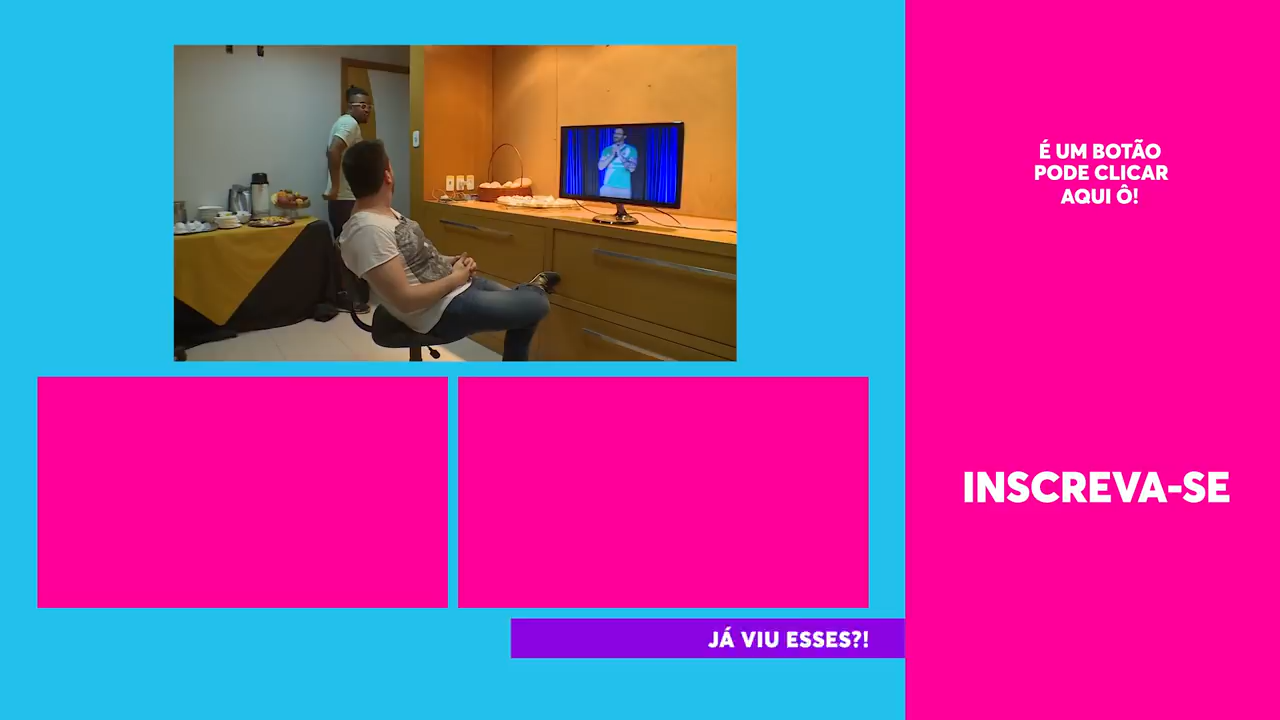 É UM BOTÃO
PODE CLICAR
AQUI Ô!
INSCREVA-SE
JÁ VIU ESSES?!